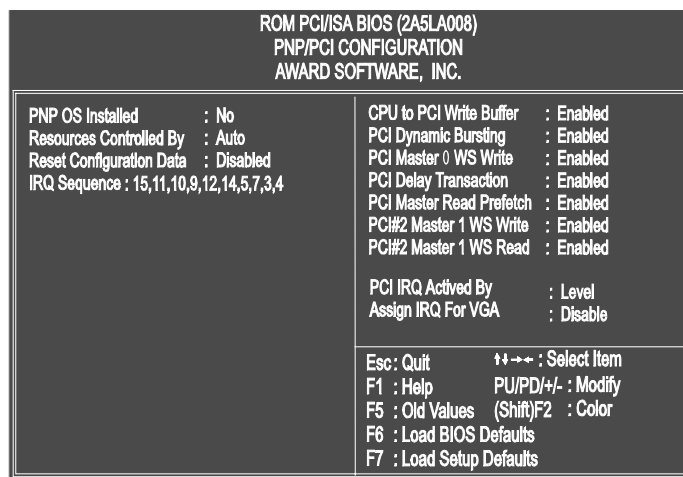 ROM PCI/ISA BIOS (2A5LA008)
PNP/PCI CONFIGURATION
AWARD SOFTWARE, INC.
PNP OS Installed : No
Resources Controlled By : Auto
Reset Configuration Data : Disabled
IRQ Sequence : 15,11,10,9,12,14,5,7,3,4
CPU to PCI Write Buffer : Enabled
PCI Dynamic Bursting : Enabled
PCI Master 0 WS Write : Enabled
PCI Delay Transaction : Enabled
PCI Master Read Prefetch : Enabled
PCI#2 Master 1 WS Write : Enabled
PCI#2 Master 1 WS Read : Enabled
PCI IRQ Actived By : Level
Assign IRQ For VGA : Disable
Esc : Quit ↑↓→← : Select Item
F1 : Help PU/PD/+/- : Modify
F5 : Old Values (Shift)F2 : Color
F6 : Load BIOS Defaults
F7 : Load Setup Defaults